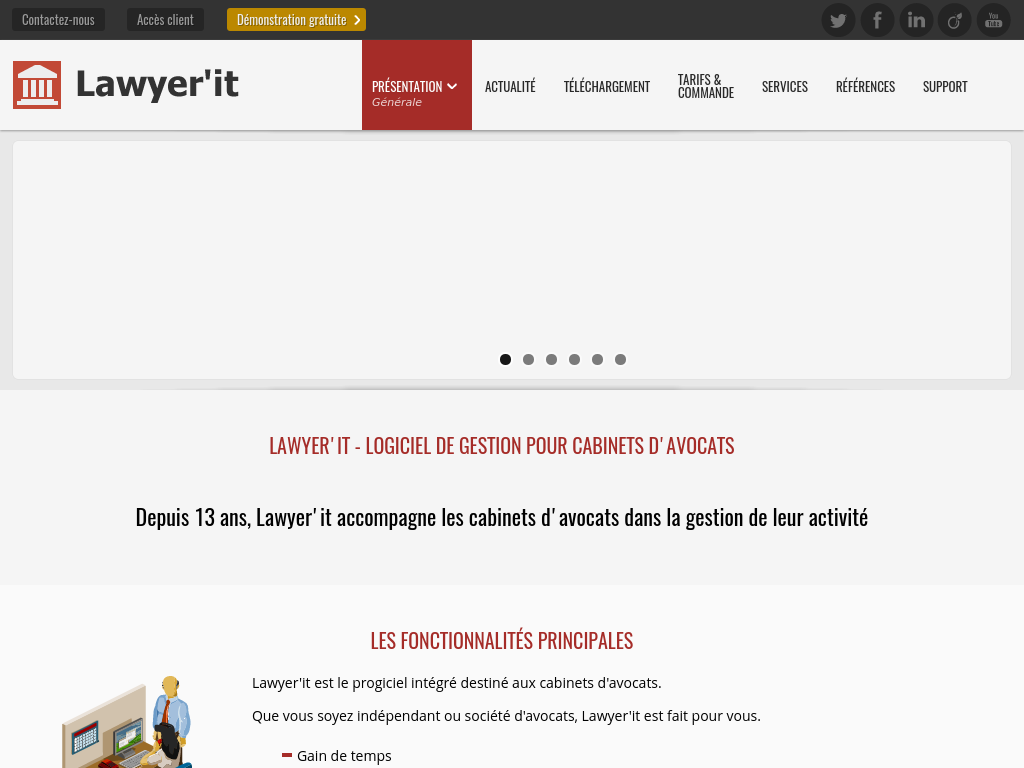 Contactez-nous
Accès client
Démonstration gratuite
You
Tube
Lawyer'it
PRÉSENTATION
Générale
ACTUALITÉ
TÉLÉCHARGEMENT
TARIFS &
COMMANDE
SERVICES
RÉFÉRENCES
SUPPORT
LAWYER'IT - LOGICIEL DE GESTION POUR CABINETS D'AVOCATS
Depuis 13 ans, Lawyer'it accompagne les cabinets d'avocats dans la gestion de leur activité
LES FONCTIONNALITÉS PRINCIPALES
Lawyer'it est le progiciel intégré destiné aux cabinets d'avocats.
Que vous soyez indépendant ou société d'avocats, Lawyer'it est fait pour vous.
Gain de temps